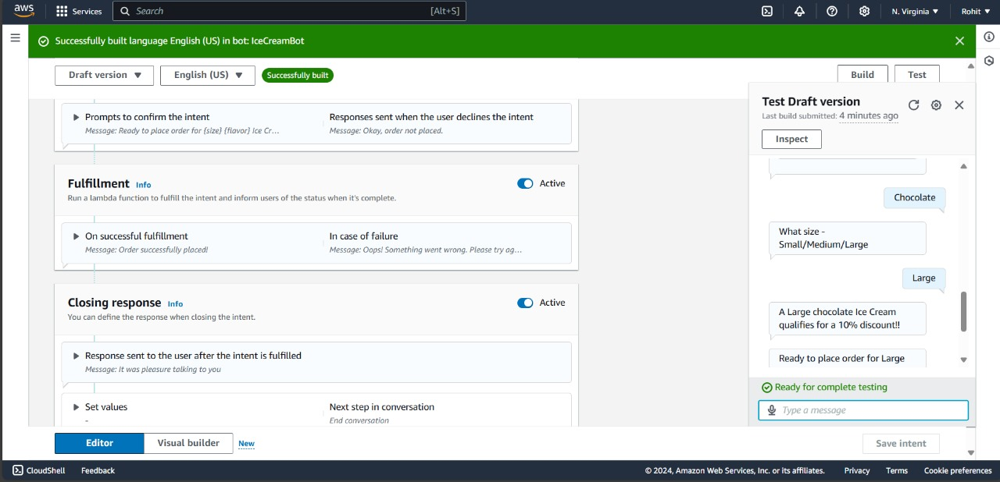 aws
Services
Search
[Alt+S]
N. Virginia
Rohit
Successfully built language English (US) in bot: IceCreamBot
Draft version
English (US)
Successfully built
Build
Test
Prompts to confirm the intent
Message: Ready to place order for {size} {flavor} Ice Cr…
Responses sent when the user declines the intent
Message: Okay, order not placed.
Fulfillment Info
Active
Run a lambda function to fulfill the intent and inform users of the status when it's complete.
On successful fulfillment
Message: Order successfully placed!
In case of failure
Message: Oops! Something went wrong. Please try ag…
Closing response Info
Active
You can define the response when closing the intent.
Response sent to the user after the intent is fulfilled
Message: It was pleasure talking to you
Set values
-
Next step in conversation
End conversation
Editor
Visual builder
New
Save intent
Test Draft version
Last build submitted: 4 minutes ago
Inspect
Chocolate
What size -
Small/Medium/Large
Large
A Large chocolate Ice Cream
qualifies for a 10% discount!!
Ready to place order for Large
Ready for complete testing
Type a message
CloudShell
Feedback
© 2024, Amazon Web Services, Inc. or its affiliates.
Privacy
Terms
Cookie preferences